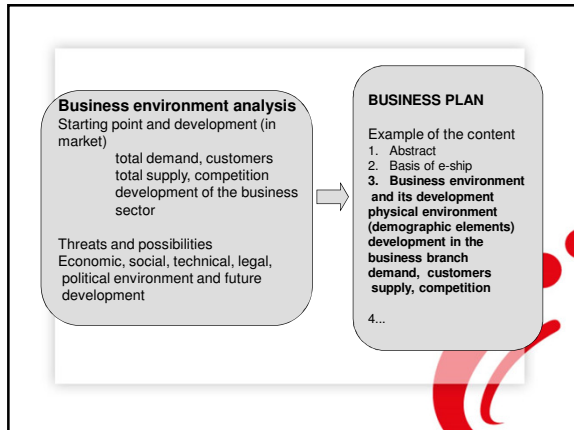 Business environment analysis
Starting point and development (in
market)
total demand, customers
total supply, competition
development of the business
sector
Threats and possibilities
Economic, social, technical, legal,
political environment and future
development
BUSINESS PLAN
Example of the content
1. Abstract
2. Basis of e-ship
3. Business environment
and its development
physical environment
(demographic elements)
development in the
business branch
demand, customers
supply, competition
4...